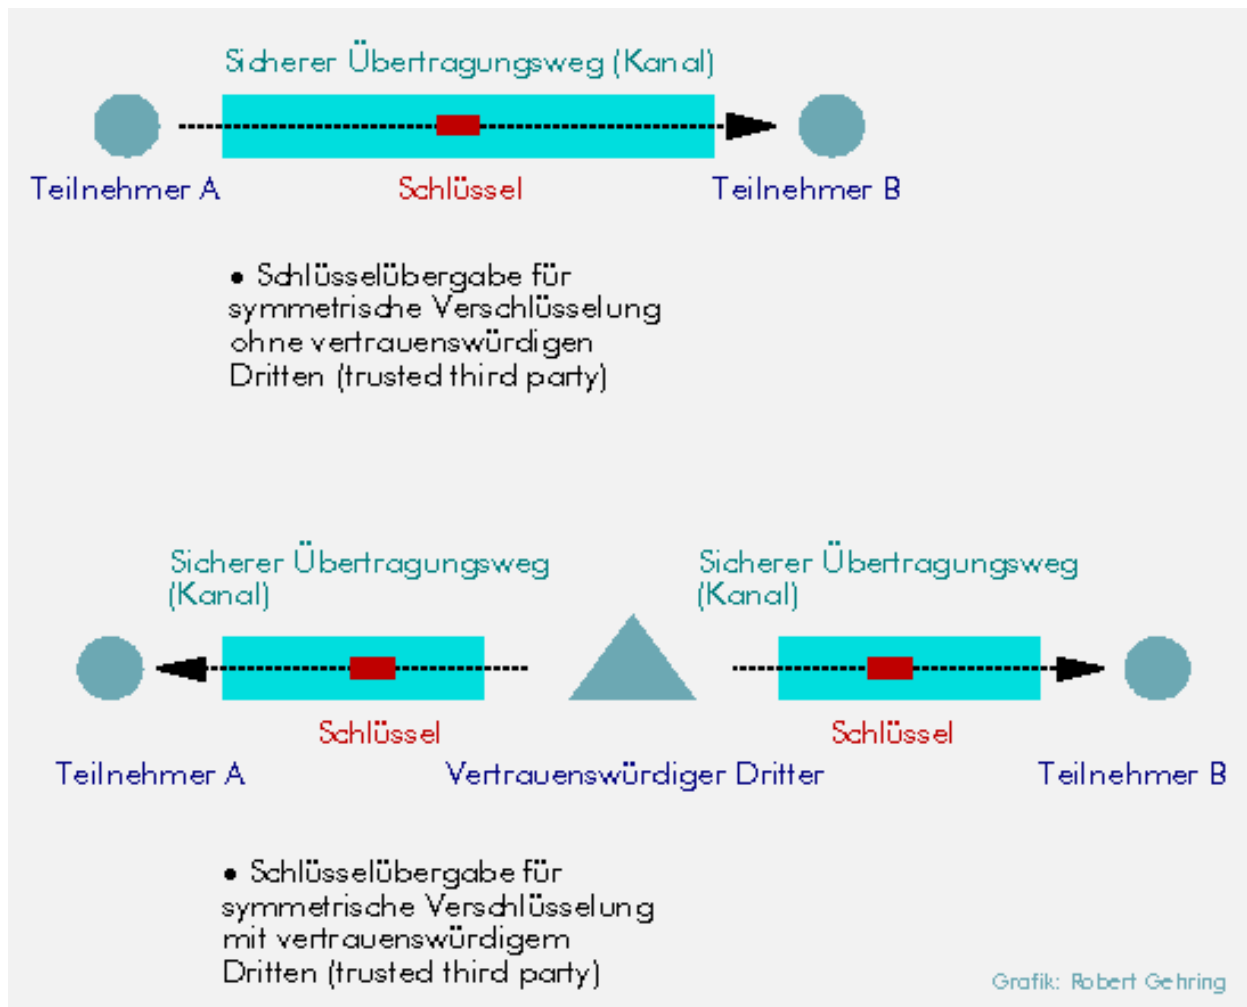 Sicherer Übertragungsweg (Kanal)
Teilnehmer A
Schlüssel
Teilnehmer B
• Schlüsselübergabe für
symmetrische Verschlüsselung
ohne vertrauenswürdigen
Dritten (trusted third party)
Sicherer Übertragungsweg
(Kanal)
Sicherer Übertragungsweg
(Kanal)
Schlüssel
Schlüssel
Teilnehmer A
Vertrauenswürdiger Dritter
Teilnehmer B
• Schlüsselübergabe für
symmetrische Verschlüsselung
mit vertrauenswürdigem
Dritten (trusted third party)
Grafik: Robert Gehring